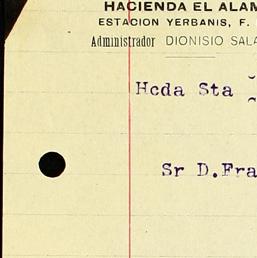 HACIENDA EL ALAM
ESTACION YERBANIS, F.
Administrador DIONISIO SALA
Hcda Sta
Sr D.Fra